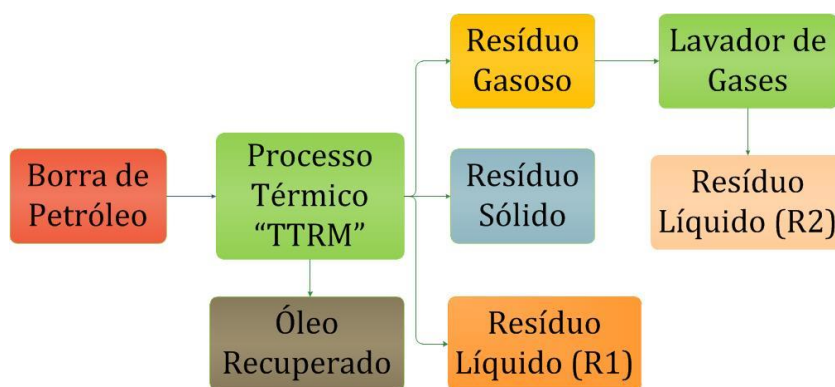 Borra de
Petróleo
Processo
Térmico
“TTRM”
Óleo
Recuperado
Resíduo
Gasoso
Resíduo
Sólido
Resíduo
Líquido (R1)
Lavador de
Gases
Resíduo
Líquido (R2)